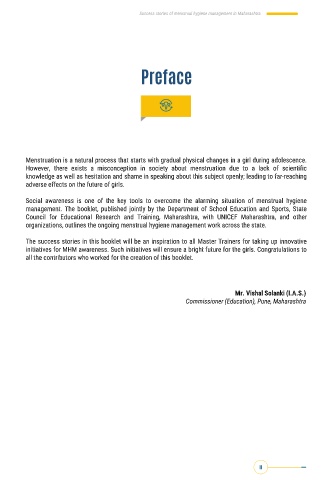 Success stories of menstrual hygiene management in Maharashtra
Preface
Menstruation is a natural process that starts with gradual physical changes in a girl during adolescence.
However, there exists a misconception in society about menstruation due to a lack of scientific
knowledge as well as hesitation and shame in speaking about this subject openly, leading to far-reaching
adverse effects on the future of girls.
Social awareness is one of the key tools to overcome the alarming situation of menstrual hygiene
management. The booklet, published jointly by the Department of School Education and Sports, State
Council for Educational Research and Training, Maharashtra, with UNICEF Maharashtra, and other
organizations, outlines the ongoing menstrual hygiene management work across the state.
The success stories in this booklet will be an inspiration to all Master Trainers for taking up innovative
initiatives for MHM awareness. Such initiatives will ensure a bright future for the girls. Congratulations to
all the contributors who worked for the creation of this booklet.
Mr. Vishal Solanki (I.A.S.)
Commissioner (Education), Pune, Maharashtra